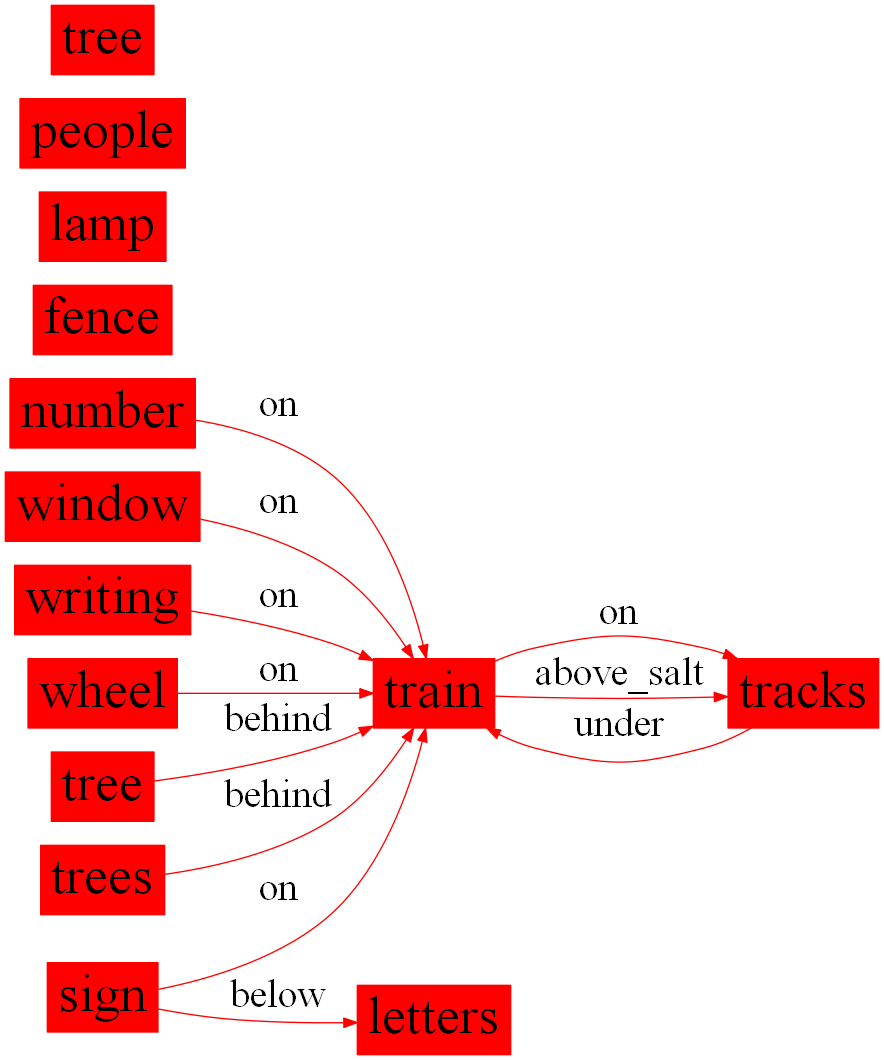 tree
people
lamp
fence
number
on
window
on
writing
on
wheel
on
train
on
above_salt
under
tracks
behind
tree
behind
trees
on
sign
below
letters